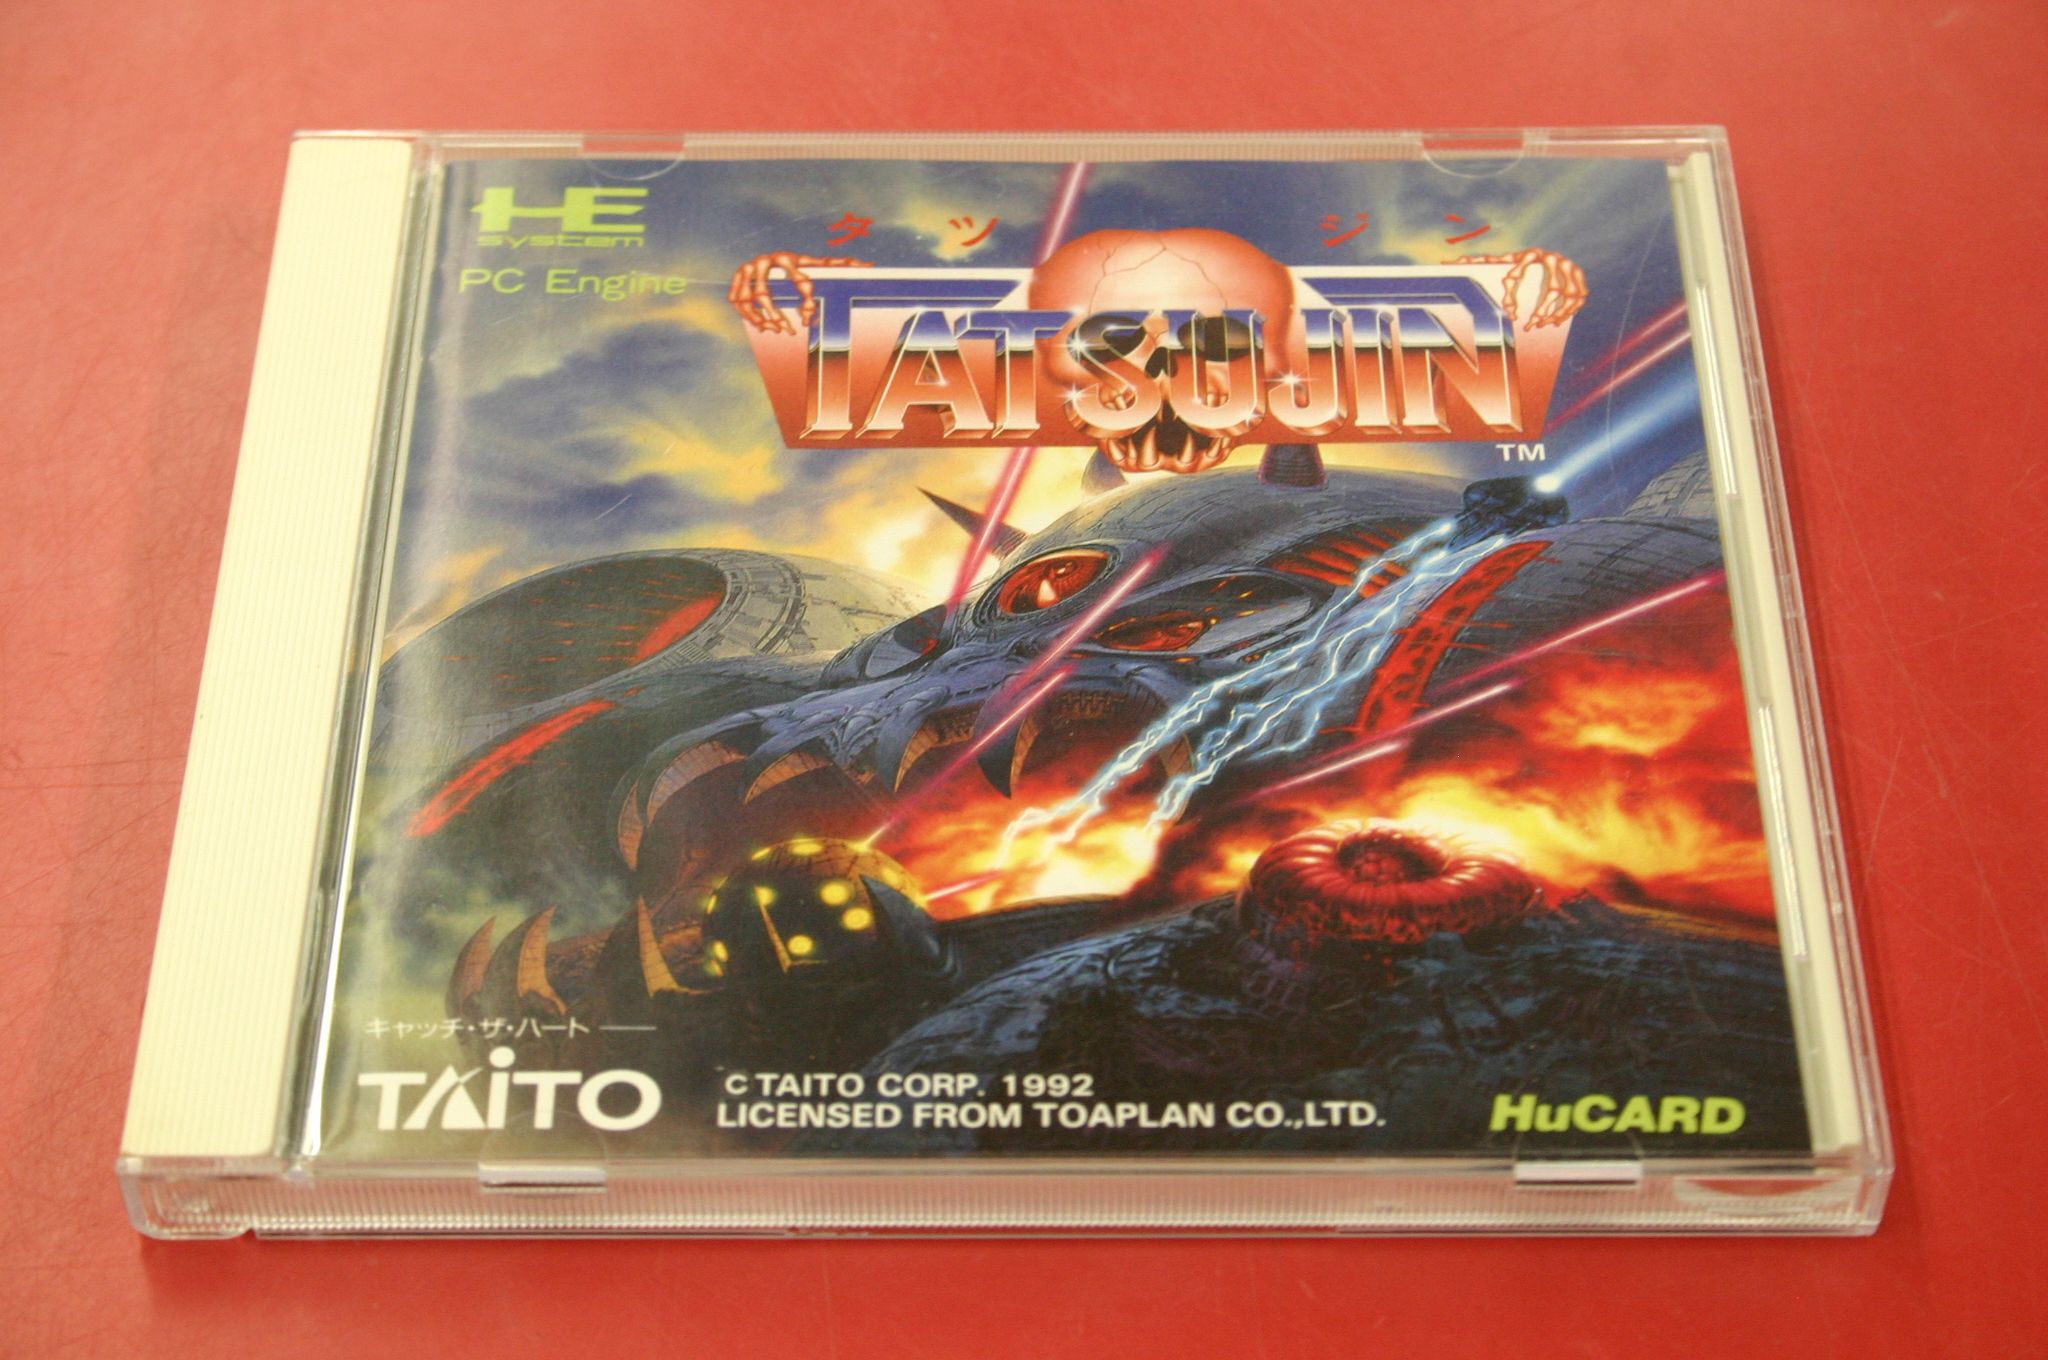 HE
system
PC Engine
タツジン
TATSUJIN
TM
キャッチ・ザ・ハート
TAITO
C TAITO CORP. 1992
LICENSED FROM TOAPLAN CO.,LTD.
HuCARD